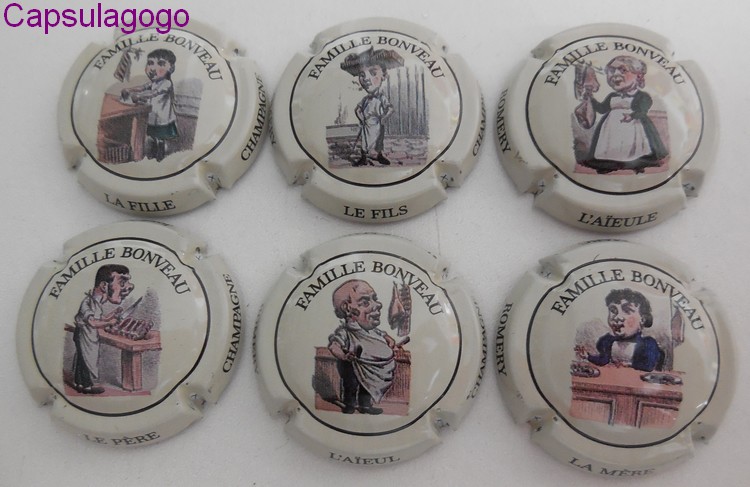 Capsulagogo
FAMILLE BONVEAU
CHAMPAGNE
LA FILLE
FAMILLE BONVEAU
LE FILS
FAMILLE BONVEAU
ROMERY
L'AÏEULE
FAMILLE BONVEAU
CHAMPAGNE
LE PÈRE
FAMILLE BONVEAU
CHAMPAGNE
L'AÏEUL
FAMILLE BONVEAU
ROMERY
LA MÈRE